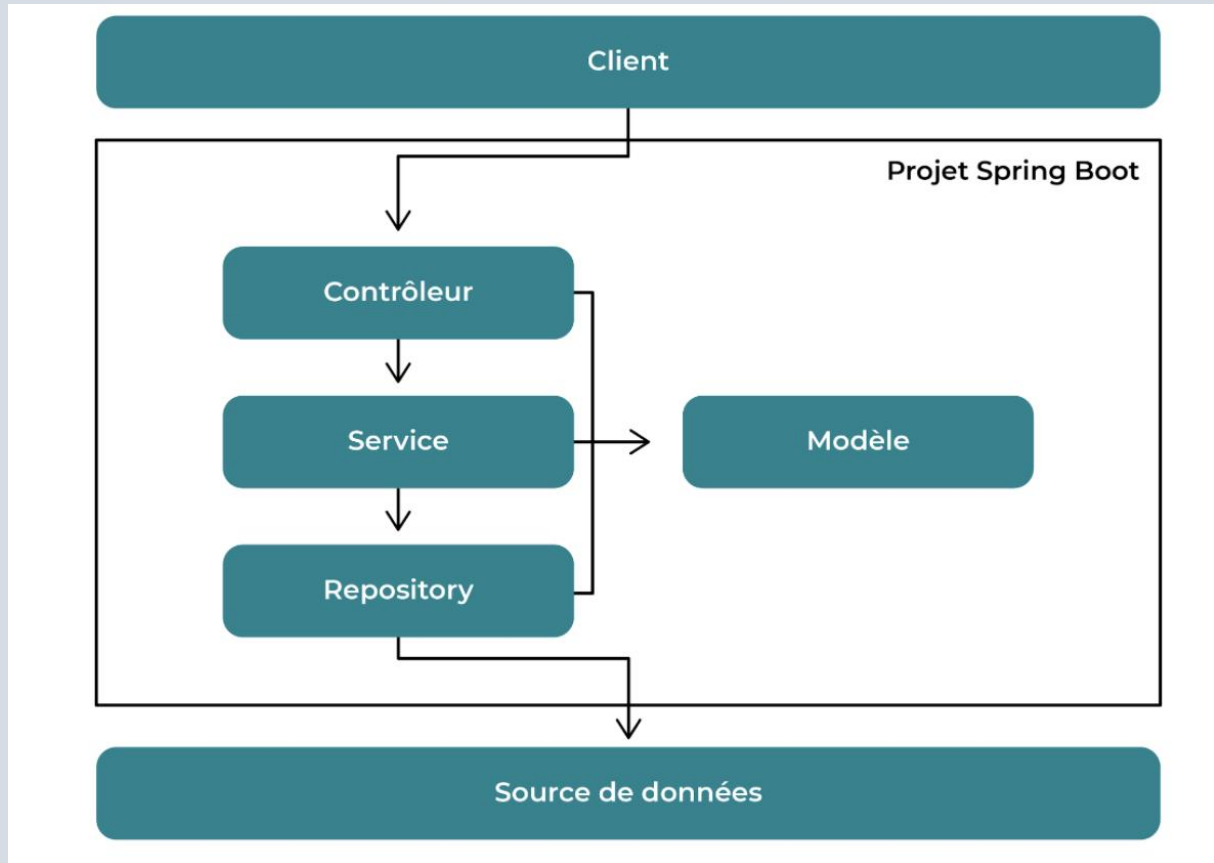 Client
Projet Spring Boot
Contrôleur
Service
Modèle
Repository
Source de données